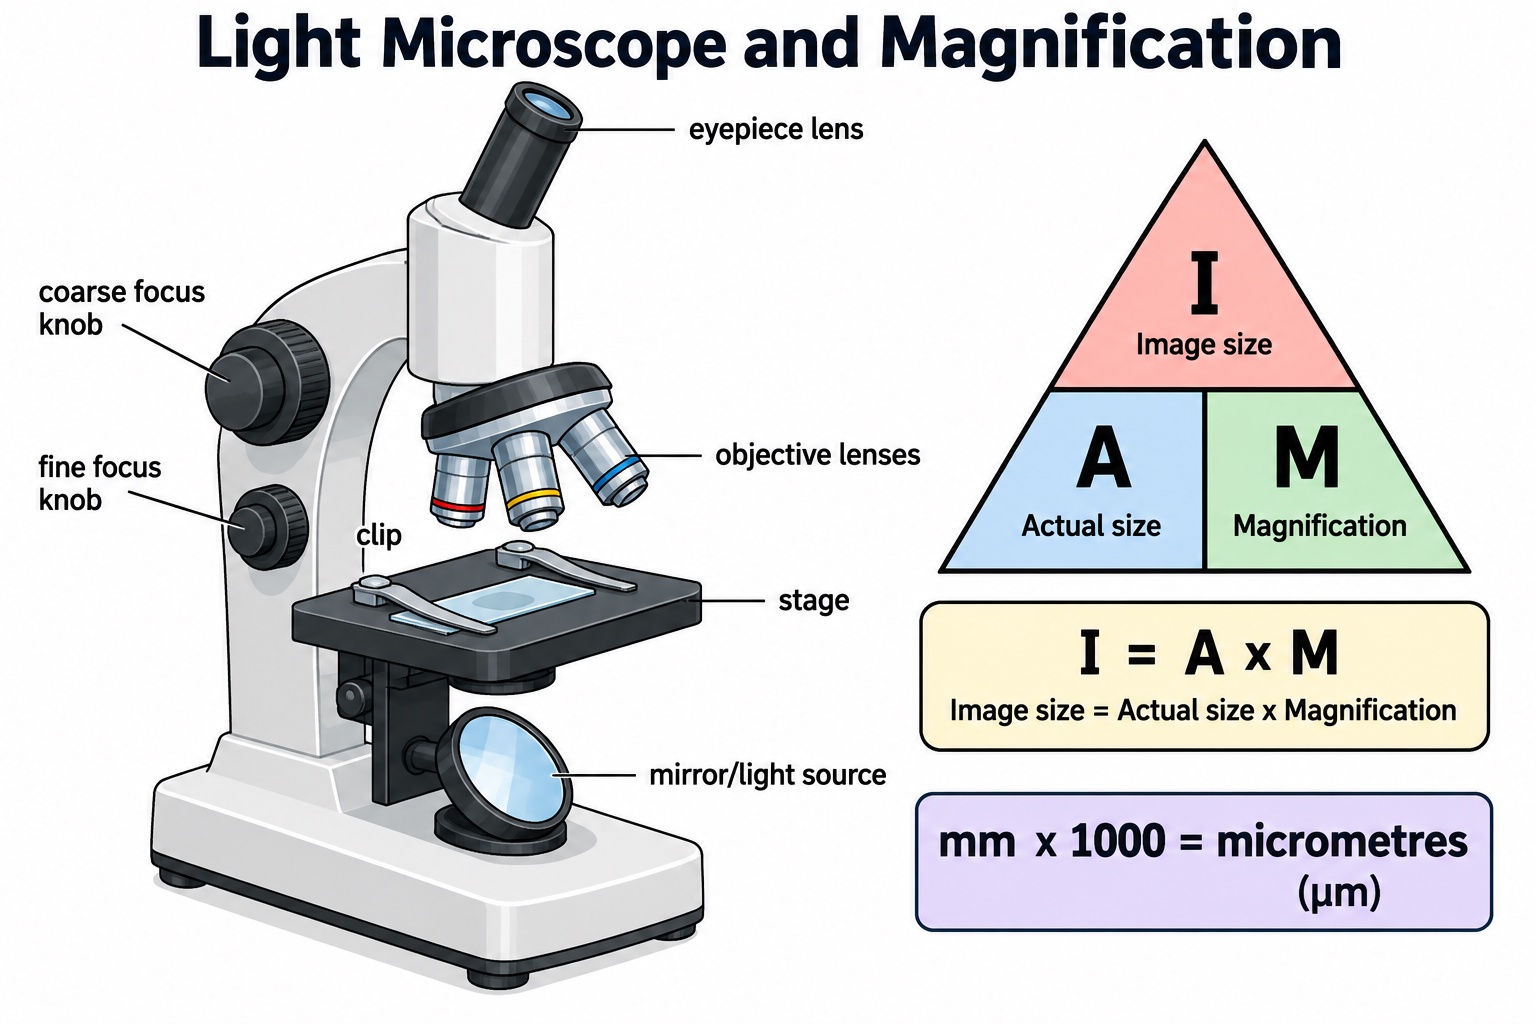 Light Microscope and Magnification
eyepiece lens
coarse focus
knob
fine focus
knob
objective lenses
clip
stage
mirror/light source
I
Image size
A
Actual size
M
Magnification
I = A x M
Image size = Actual size x Magnification
mm x 1000 = micrometres
(μm)